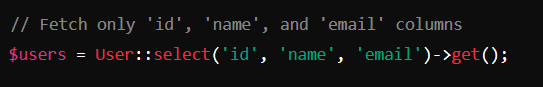 // Fetch only 'id', 'name', and 'email' columns
$users = User::select('id', 'name', 'email')->get();